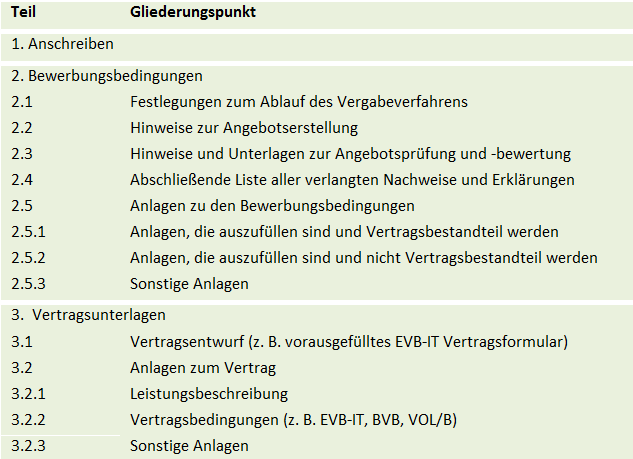 Teil Gliederungspunkt
1. Anschreiben
2. Bewerbungsbedingungen
2.1 Festlegungen zum Ablauf des Vergabeverfahrens
2.2 Hinweise zur Angebotserstellung
2.3 Hinweise und Unterlagen zur Angebotsprüfung und -bewertung
2.4 Abschließende Liste aller verlangten Nachweise und Erklärungen
2.5 Anlagen zu den Bewerbungsbedingungen
2.5.1 Anlagen, die auszufüllen sind und Vertragsbestandteil werden
2.5.2 Anlagen, die auszufüllen sind und nicht Vertragsbestandteil werden
2.5.3 Sonstige Anlagen
3. Vertragsunterlagen
3.1 Vertragsentwurf (z. B. vorausgefülltes EVB-IT Vertragsformular)
3.2 Anlagen zum Vertrag
3.2.1 Leistungsbeschreibung
3.2.2 Vertragsbedingungen (z. B. EVB-IT, BVB, VOL/B)
3.2.3 Sonstige Anlagen